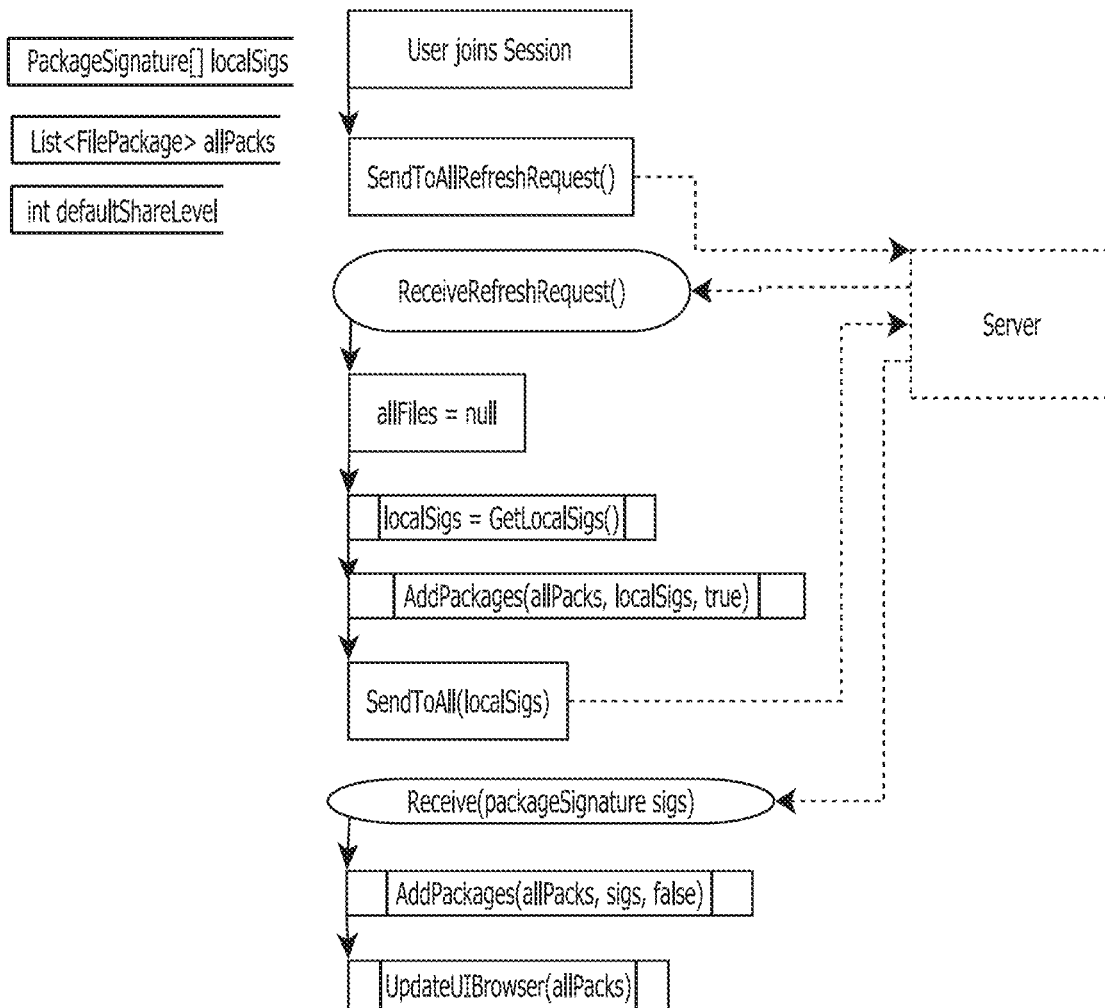 PackageSignature[] localSigs
List<FilePackage> allPacks
int defaultShareLevel
User joins Session
SendToAllRefreshRequest()
ReceiveRefreshRequest()
Server
allFiles = null
localSigs = GetLocalSigs()
AddPackages(allPacks, localSigs, true)
SendToAll(localSigs)
Receive(packageSignature sigs)
AddPackages(allPacks, sigs, false)
UpdateUIBrowser(allPacks)